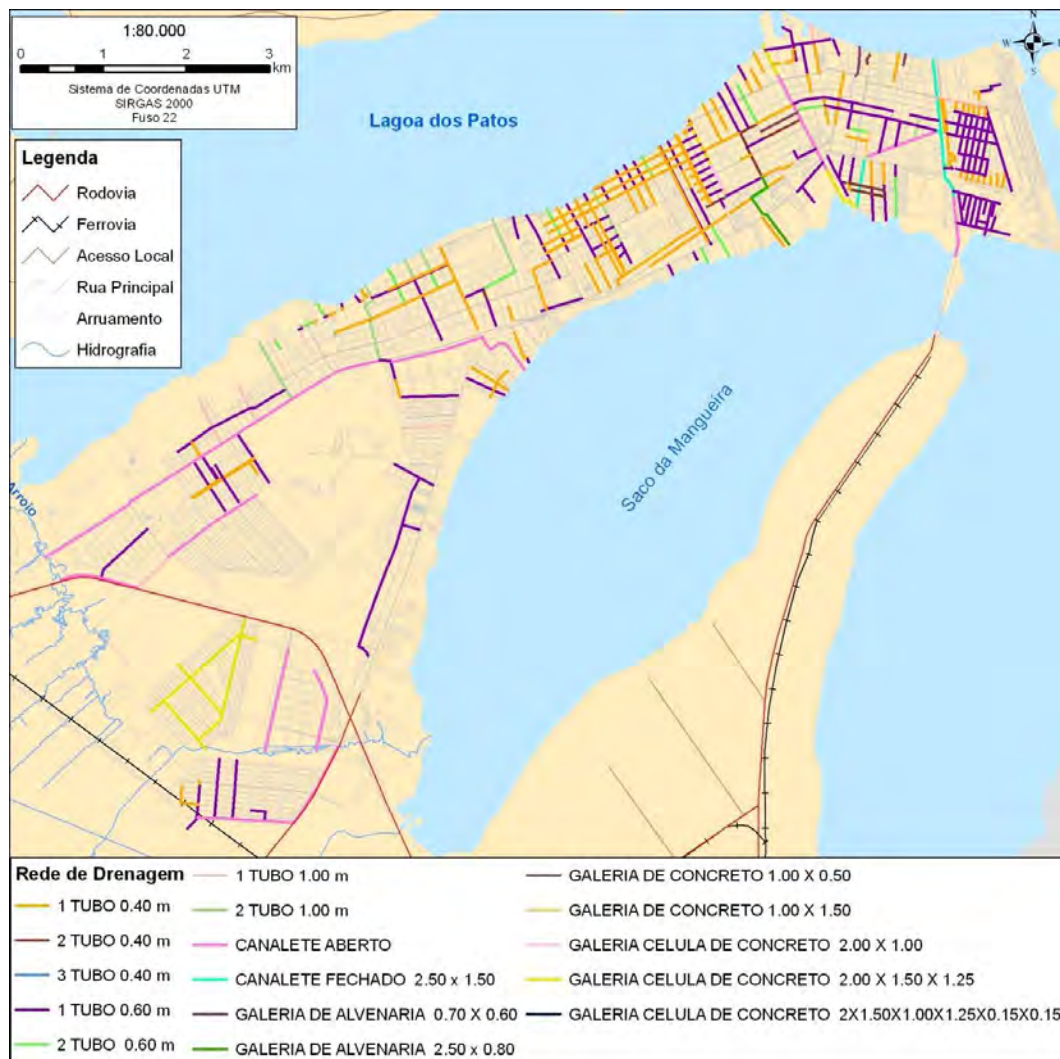 1:80.000
0 1 2 3
km
Sistema de Coordenadas UTM
SIRGAS 2000
Fuso 22
N
W
S
Lagoa dos Patos
Legenda
Rodovia
Ferrovia
Acesso Local
Rua Principal
Arruamento
Hidrografia
Saco da Mangueira
Arroio
Rede de Drenagem
1 TUBO 0.40 m
2 TUBO 0.40 m
3 TUBO 0.40 m
1 TUBO 0.60 m
2 TUBO 0.60 m
1 TUBO 1.00 m
2 TUBO 1.00 m
CANALETE ABERTO
CANALETE FECHADO 2.50 x 1.50
GALERIA DE ALVENARIA 0.70 X 0.60
GALERIA DE ALVENARIA 2.50 x 0.80
GALERIA DE CONCRETO 1.00 X 0.50
GALERIA DE CONCRETO 1.00 X 1.50
GALERIA CELULA DE CONCRETO 2.00 X 1.00
GALERIA CELULA DE CONCRETO 2.00 X 1.50 X 1.25
GALERIA CELULA DE CONCRETO 2X1.50X1.00X1.25X0.15X0.15